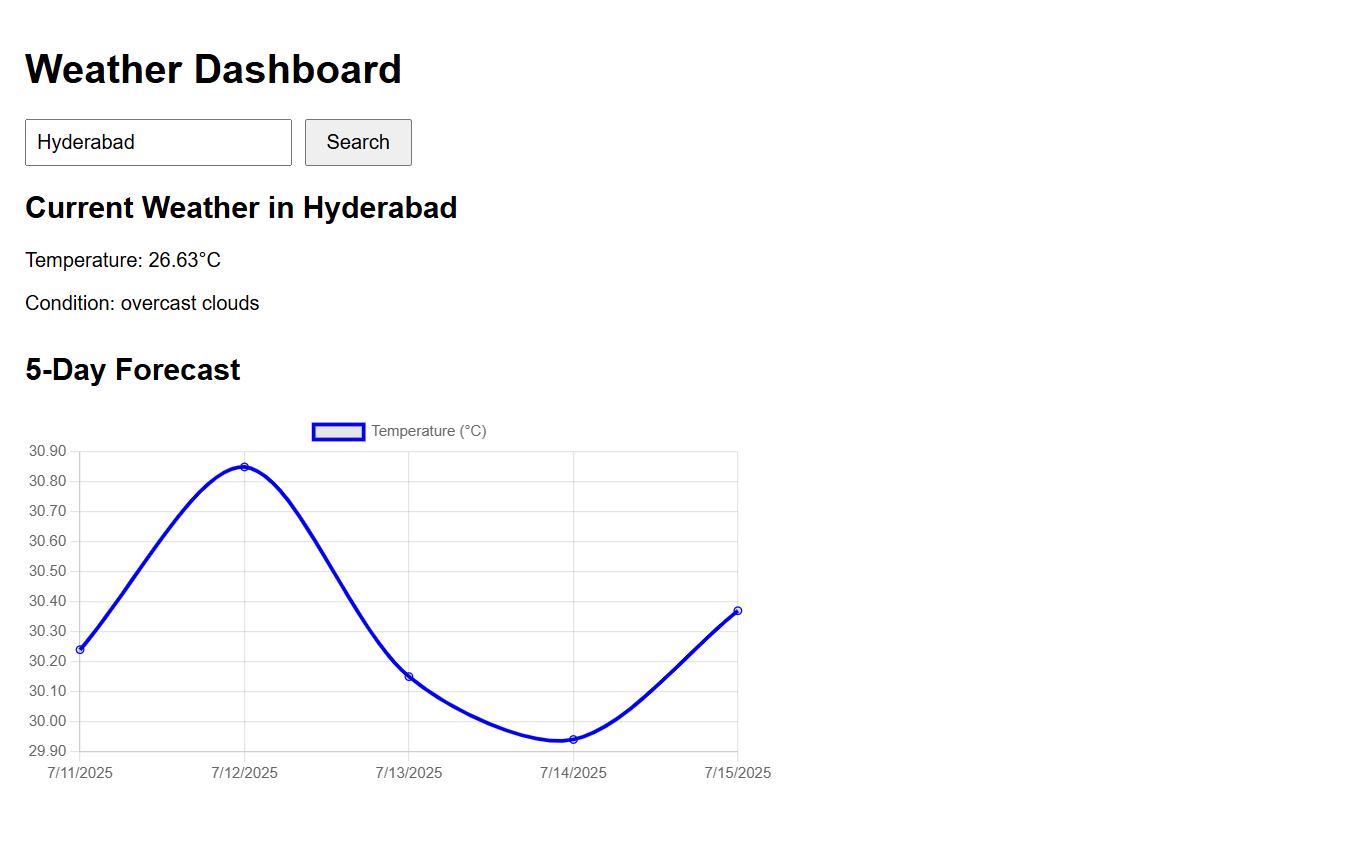 Weather Dashboard
Hyderabad Search
Current Weather in Hyderabad
Temperature: 26.63°C
Condition: overcast clouds
5-Day Forecast
Temperature (°C)
30.90
30.80
30.70
30.60
30.50
30.40
30.30
30.20
30.10
30.00
29.90
7/11/2025 7/12/2025 7/13/2025 7/14/2025 7/15/2025